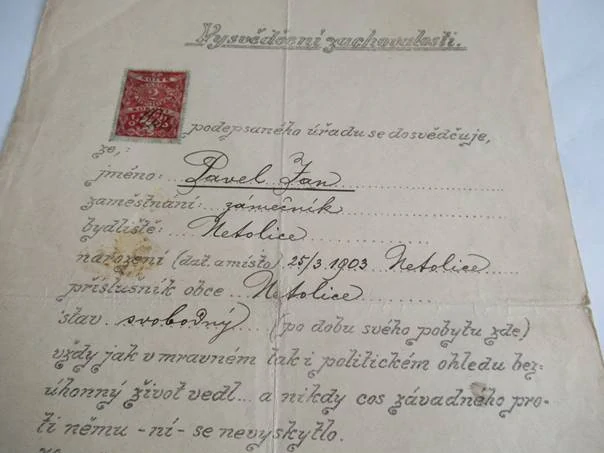 Vysvědčení zachovalosti.
2
podepsaného úřadu se dosvědčuje,
že,:
jméno: Pavel Jan
zaměstnání: zámečník
bydliště: Netolice
narození (dat. a místo) 25/3 1903 Netolice
příslušník obce Netolice
stav svobodný (po dobu svého pobytu zde)
vždy jak v mravném tak i politickém ohledu bez-
úhonný život vedl... a nikdy cos závadného pro-
ti němu -ní- se nevyskytlo.